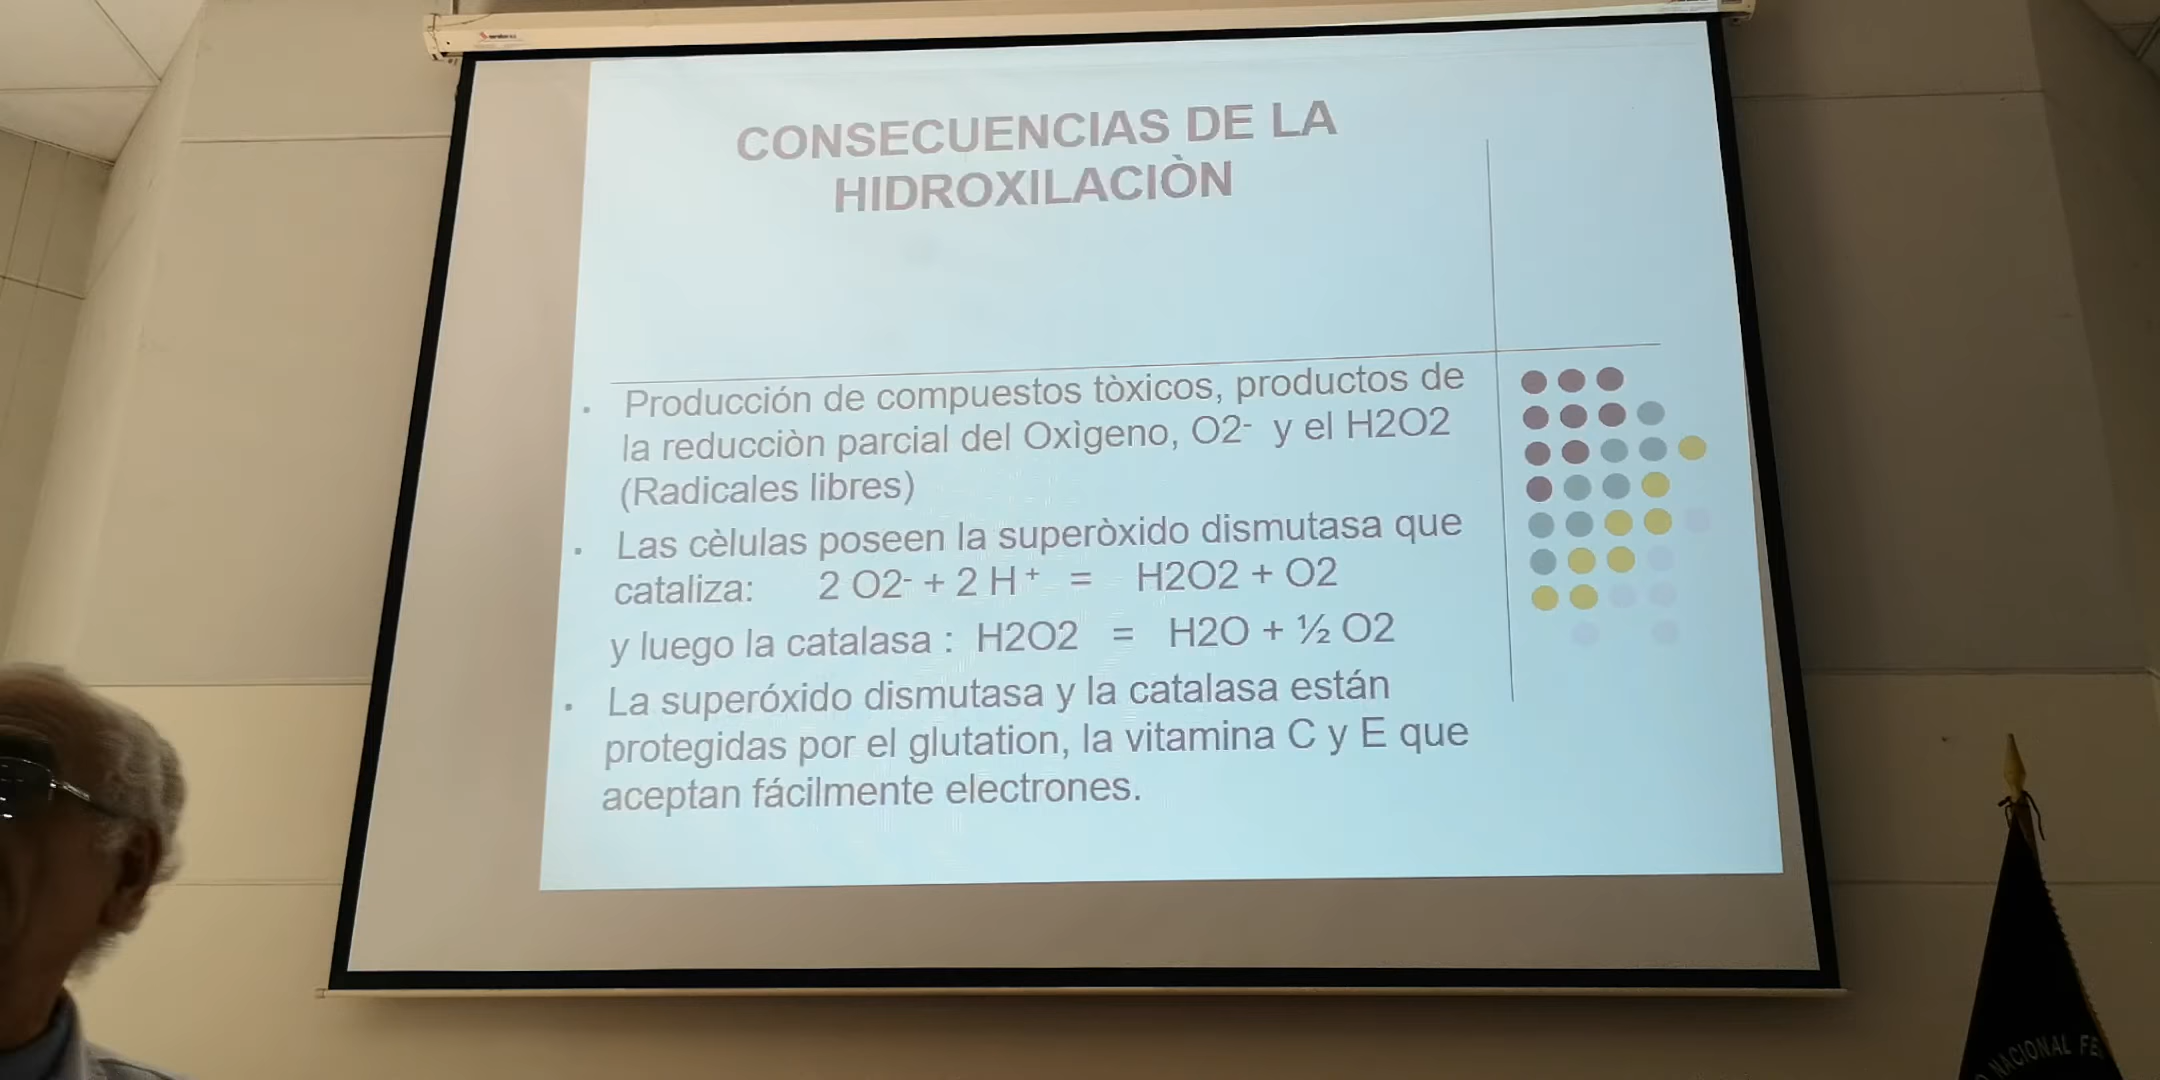 CONSECUENCIAS DE LA
HIDROXILACIÒN
· Producción de compuestos tòxicos, productos de
la reducciòn parcial del Oxìgeno, O2- y el H2O2
(Radicales libres)
· Las cèlulas poseen la superòxido dismutasa que
cataliza: 2 O2- + 2 H+ = H2O2 + O2
y luego la catalasa : H2O2 = H2O + ½ O2
· La superóxido dismutasa y la catalasa están
protegidas por el glutation, la vitamina C y E que
aceptan fácilmente electrones.
NACIONAL FE